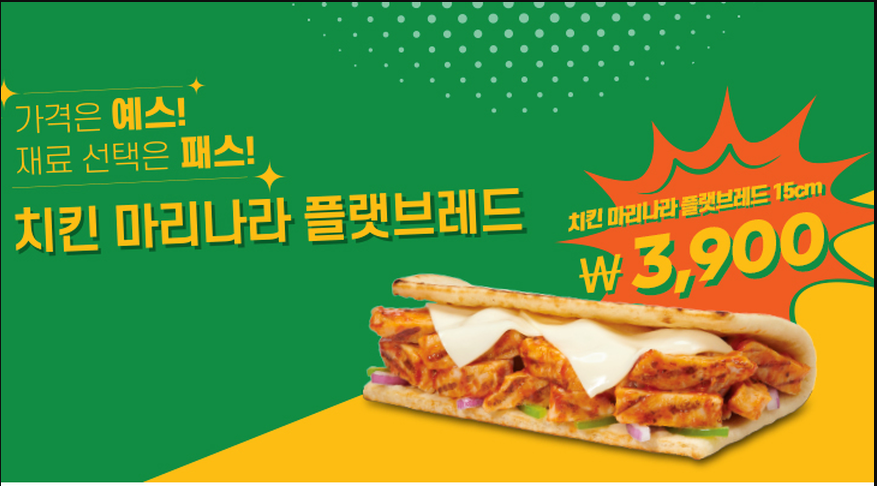 가격은 예스!
재료 선택은 패스!
치킨 마리나라 플랫브레드
치킨 마리나라 플랫브레드 15cm
₩ 3,900